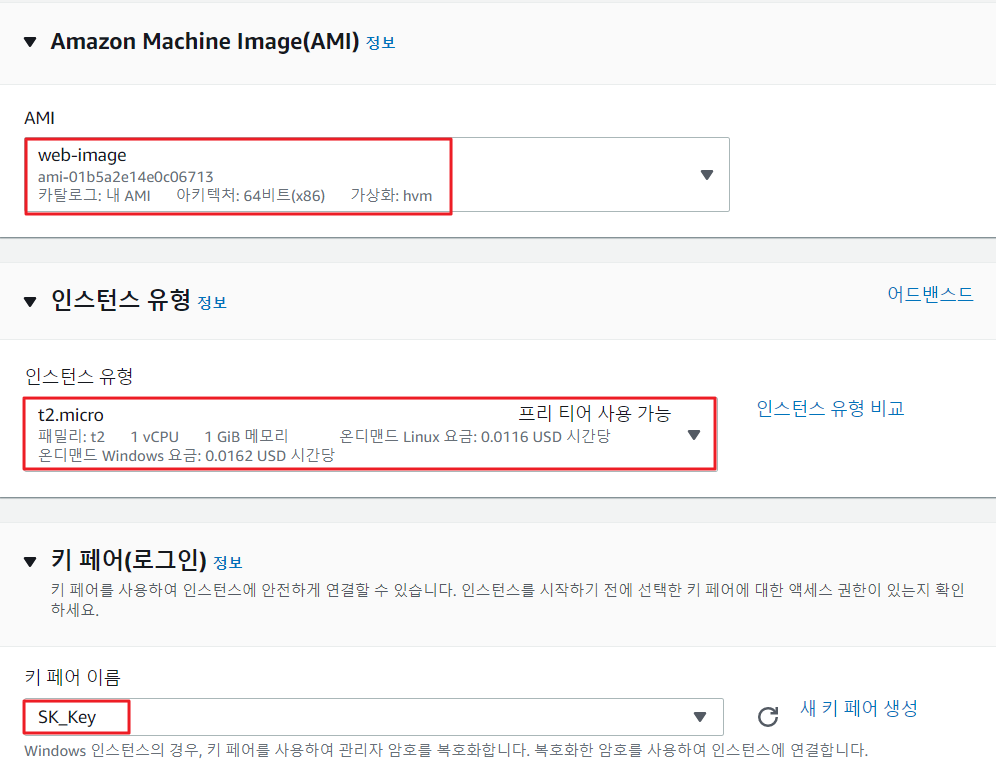 Amazon Machine Image(AMI) 정보
AMI
web-image
ami-01b5a2e14e0c06713
카탈로그: 내 AMI 아키텍처: 64비트(x86) 가상화: hvm
인스턴스 유형 정보
어드밴스드
인스턴스 유형
t2.micro 프리 티어 사용 가능
인스턴스 유형 비교
패밀리: t2 1 vCPU 1 GiB 메모리 온디맨드 Linux 요금: 0.0116 USD 시간당
온디맨드 Windows 요금: 0.0162 USD 시간당
키 페어(로그인) 정보
키 페어를 사용하여 인스턴스에 안전하게 연결할 수 있습니다. 인스턴스를 시작하기 전에 선택한 키 페어에 대한 액세스 권한이 있는지 확인
하세요.
키 페어 이름
SK_Key
새 키 페어 생성
Windows 인스턴스의 경우, 키 페어를 사용하여 관리자 암호를 복호화합니다. 복호화한 암호를 사용하여 인스턴스에 연결합니다.